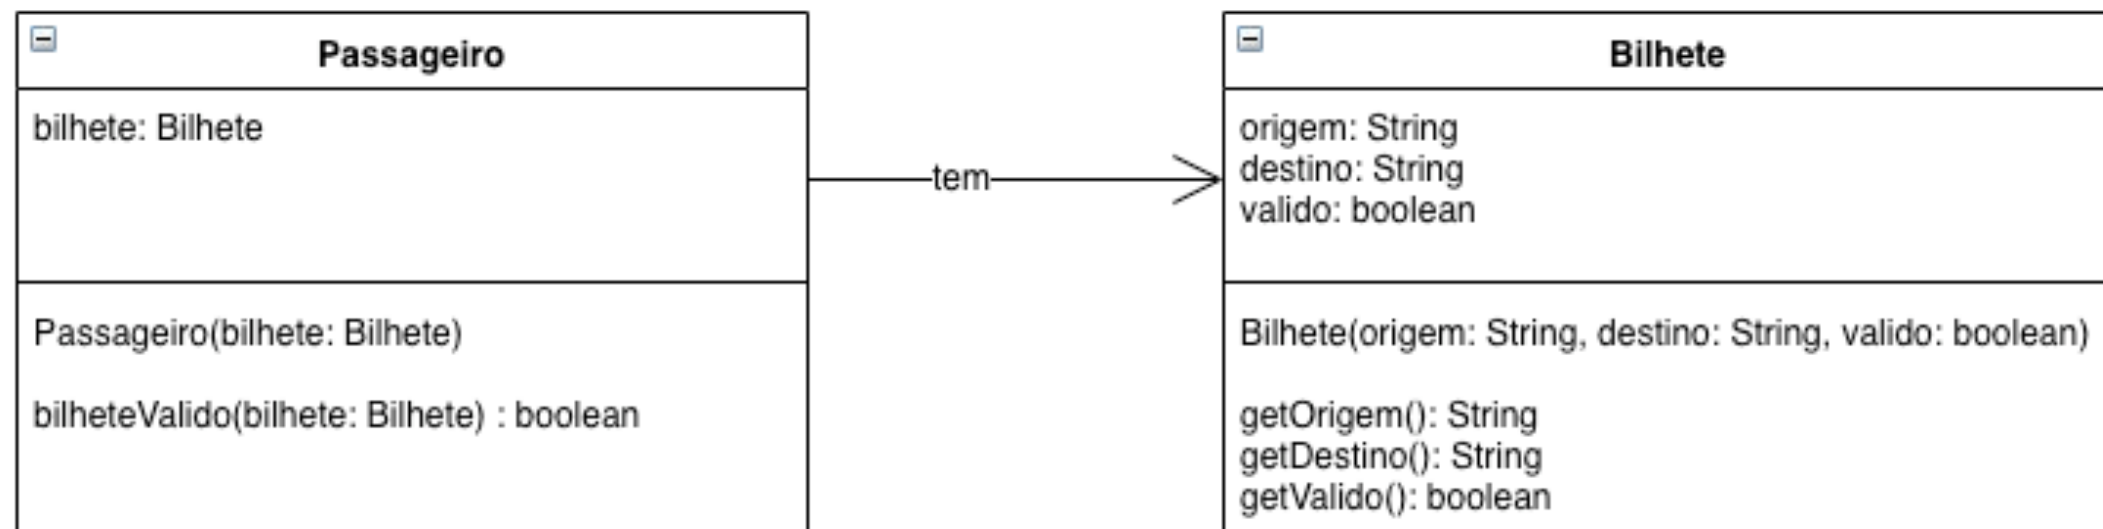 Passageiro
bilhete: Bilhete
Passageiro(bilhete: Bilhete)
bilheteValido(bilhete: Bilhete) : boolean
tem
Bilhete
origem: String
destino: String
valido: boolean
Bilhete(origem: String, destino: String, valido: boolean)
getOrigem(): String
getDestino(): String
getValido(): boolean